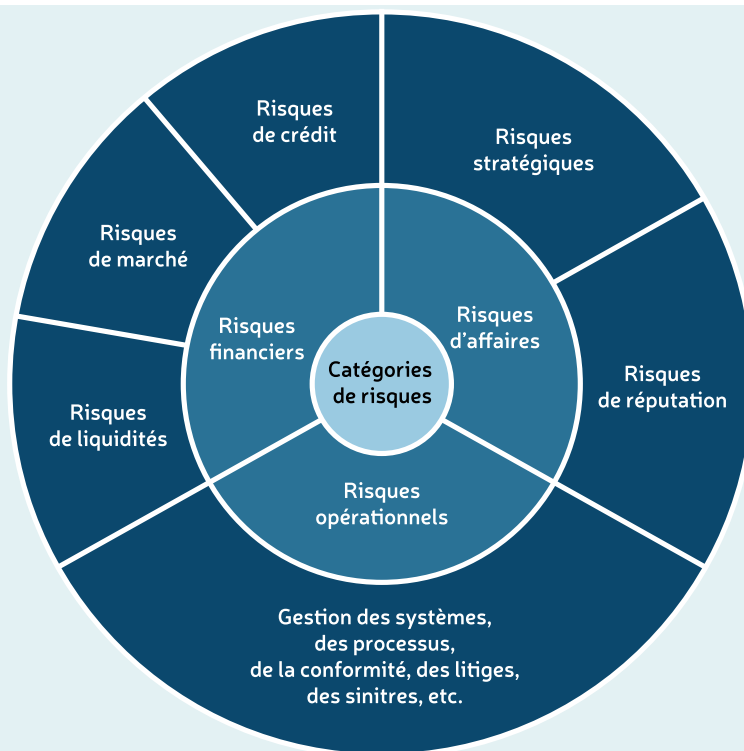 Risques
de crédit
Risques
stratégiques
Risques
de marché
Risques
financiers
Risques
d’affaires
Catégories
de risques
Risques
de réputation
Risques
de liquidités
Risques
opérationnels
Gestion des systèmes,
des processus,
de la conformité, des litiges,
des sinitres, etc.